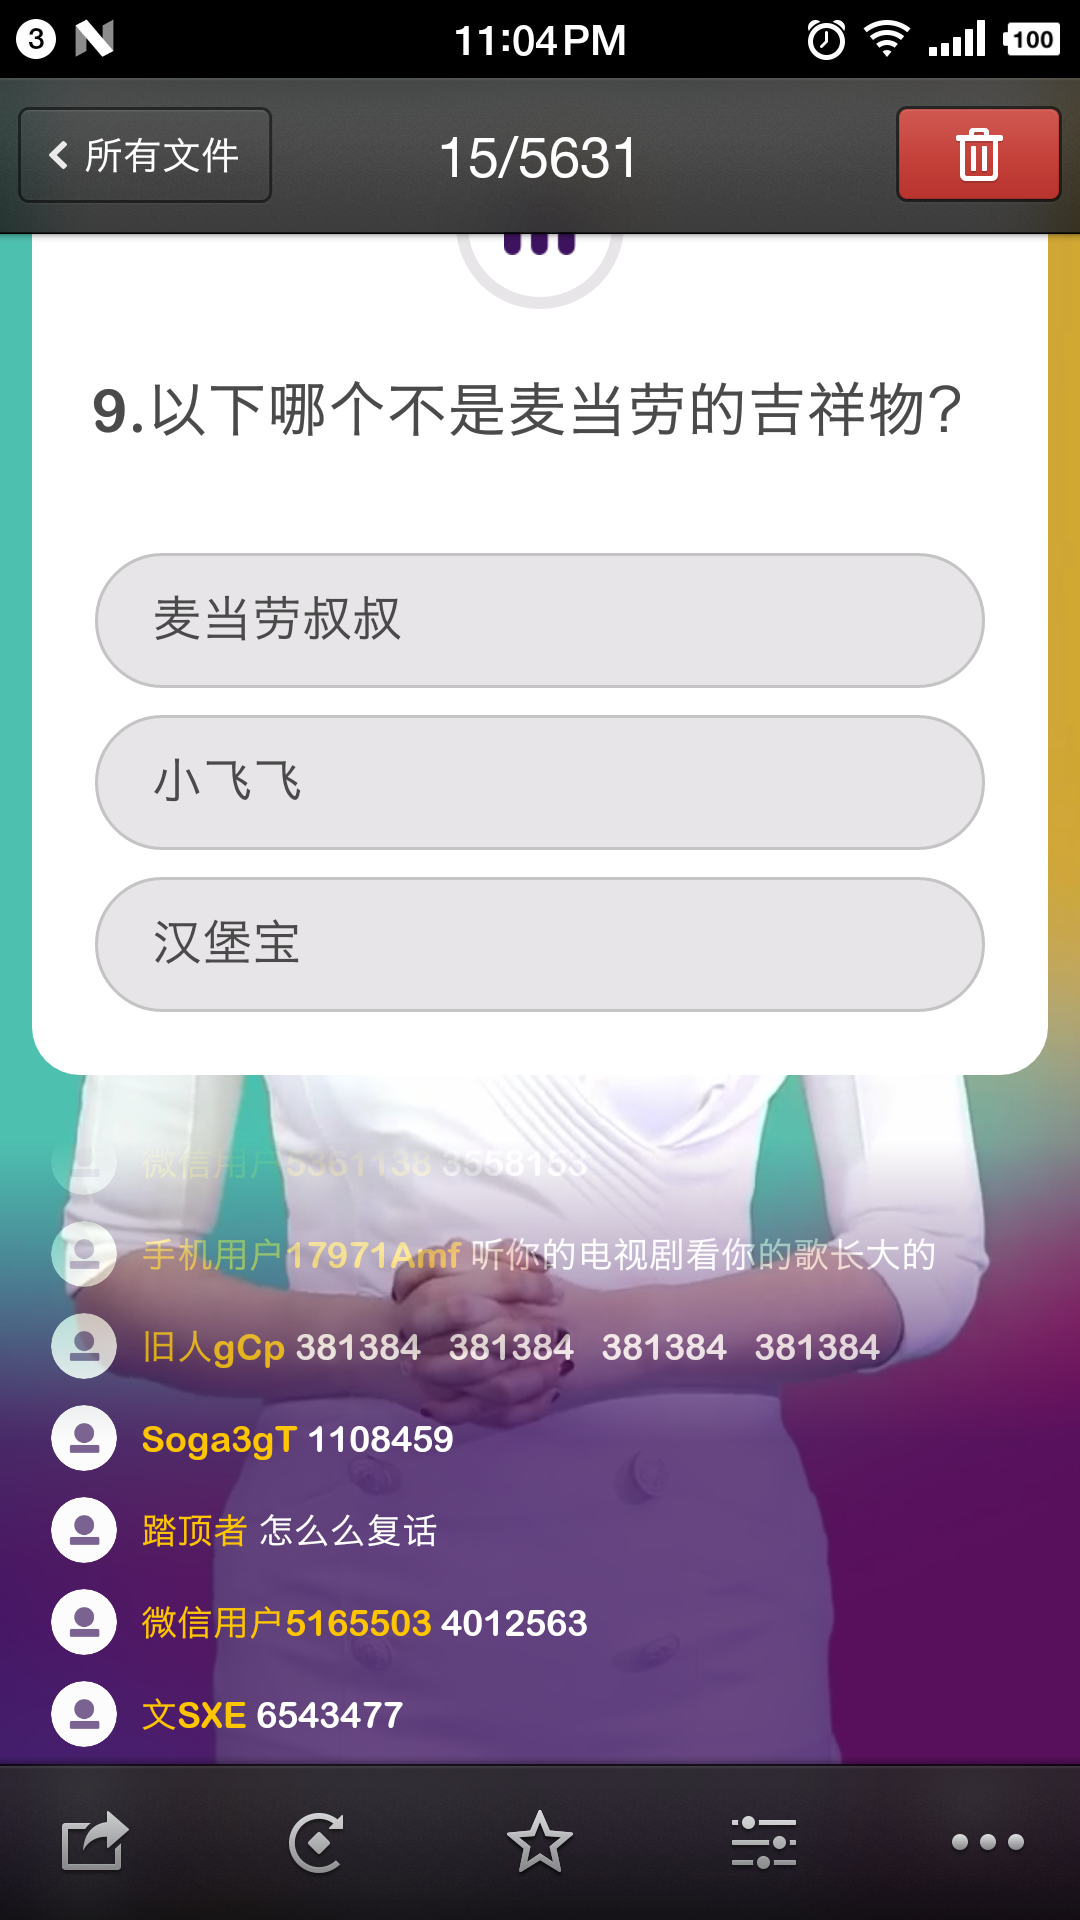 3 11:04 PM 100
所有文件 15/5631
9.以下哪个不是麦当劳的吉祥物?
麦当劳叔叔
小飞飞
汉堡宝
微信用户5361138 3558153
手机用户17971Amf 听你的电视剧看你的歌长大的
旧人gCp 381384 381384 381384 381384
Soga3gT 1108459
踏顶者 怎么么复话
微信用户5165503 4012563
文SXE 6543477